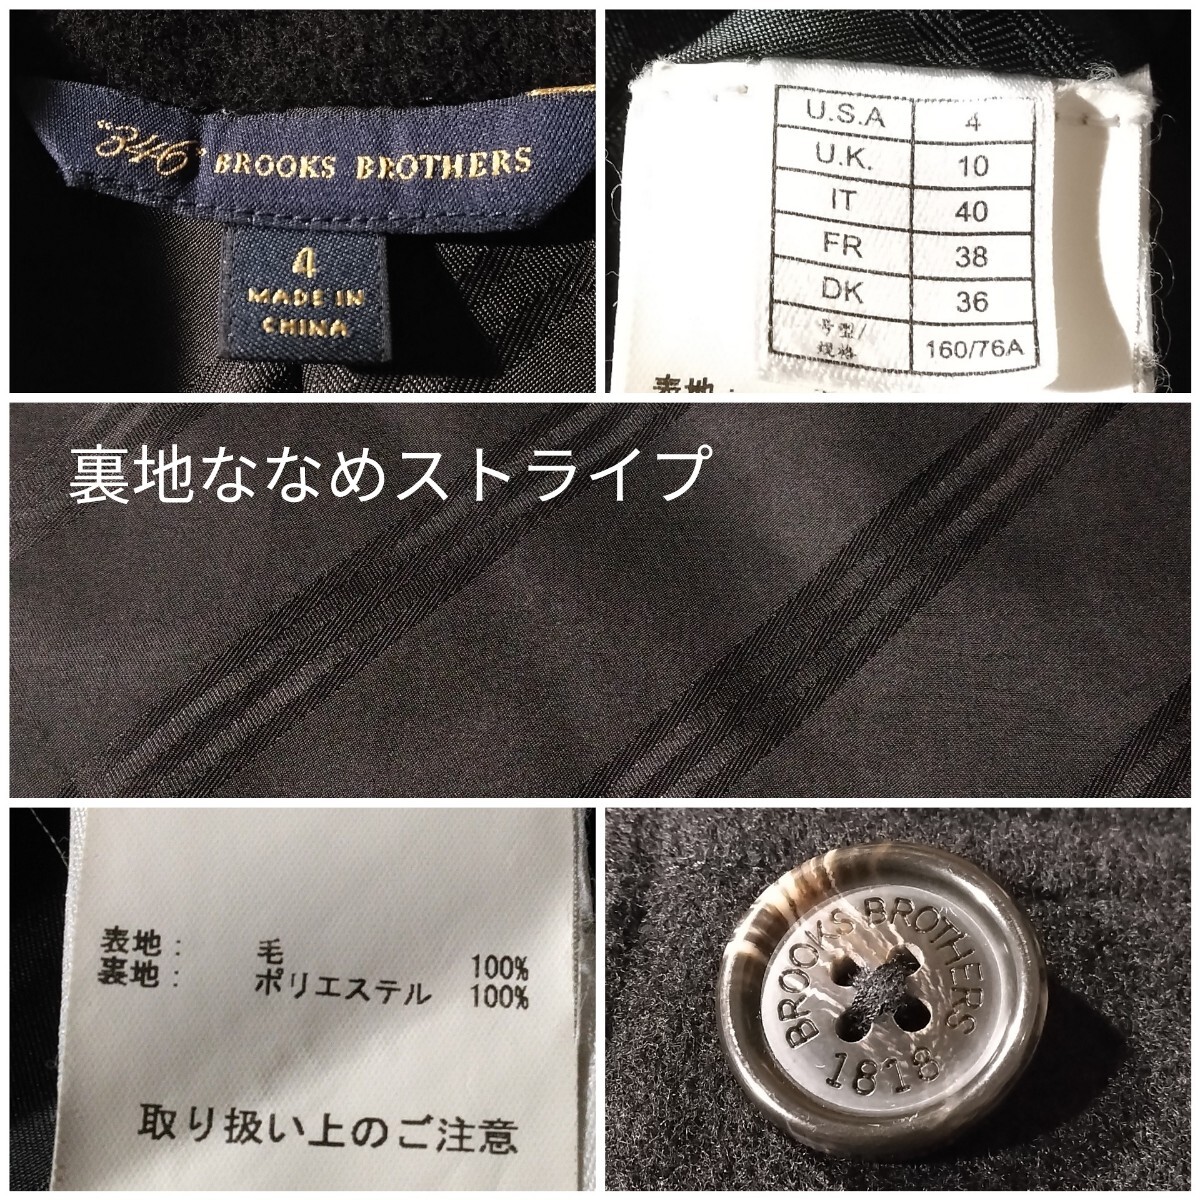 "346" BROOKS BROTHERS
4
MADE IN
CHINA
U.S.A 4
U.K. 10
IT 40
FR 38
DK 36
号型/
规格 160/76A
表地：
裏地ななめストライプ
表地： 毛 100%
裏地： ポリエステル 100%
取り扱い上のご注意
BROOKS BROTHERS
1818